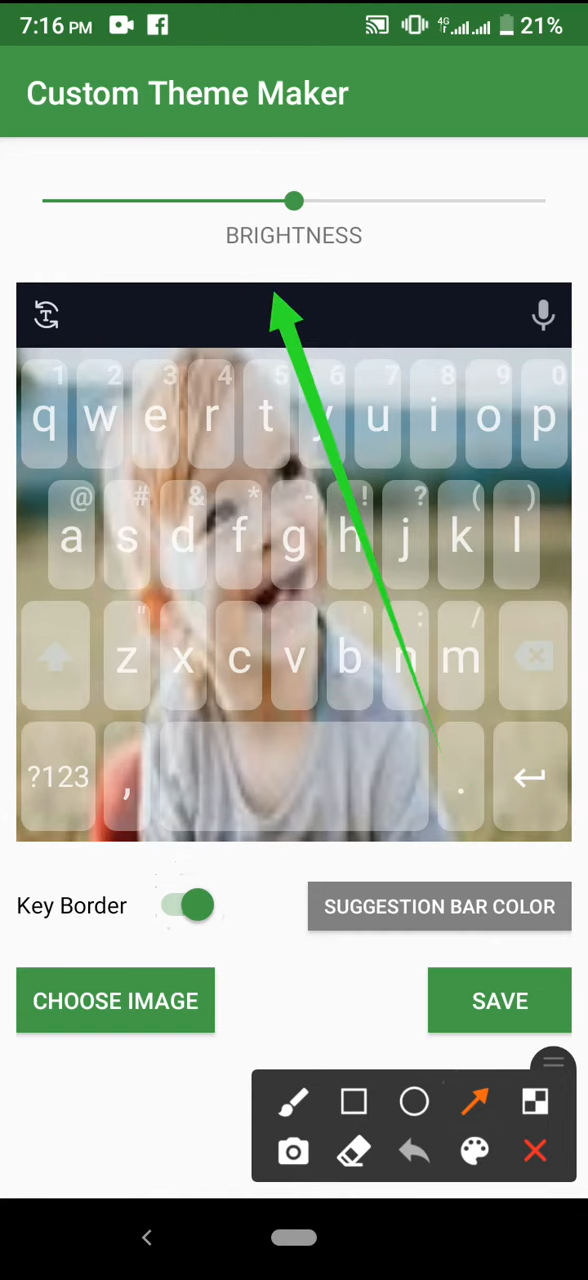 7:16 PM 4G 21%
Custom Theme Maker
BRIGHTNESS
1 2 3 4 5 6 7 8 9 0
q w e r t y u i o p
@ # & * - ! ? ( )
a s d f g h j k l
" ' : /
z x c v b n m
?123 , .
Key Border
SUGGESTION BAR COLOR
CHOOSE IMAGE
SAVE